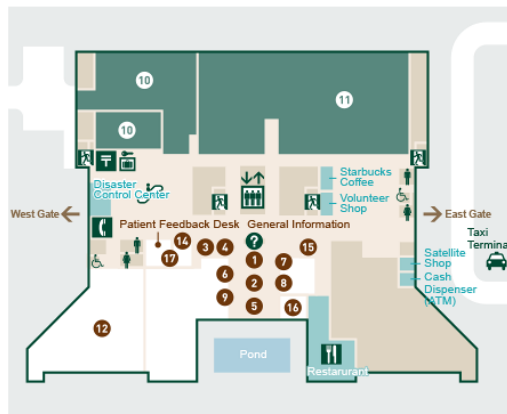 10
11
10
Disaster
Control Center
Starbucks
Coffee
Volunteer
Shop
West Gate
East Gate
Patient Feedback Desk
General Information
Taxi
Termina
14
3
4
?
15
17
1
7
Satellite
Shop
6
2
8
Cash
Dispenser
(ATM)
9
5
16
12
Pond
Restarurant